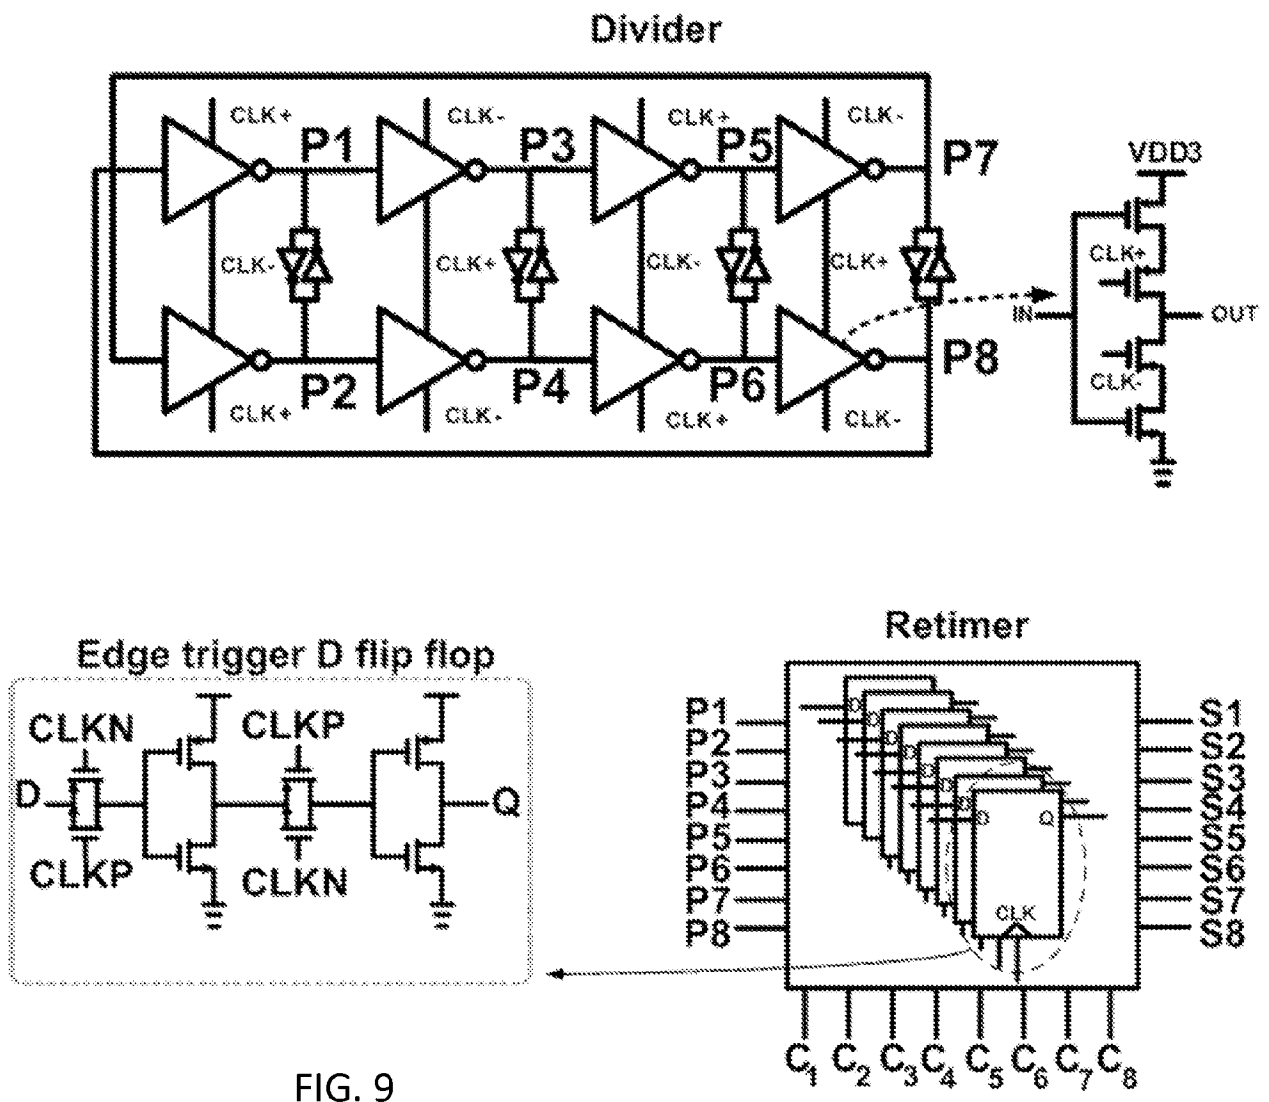 Divider
CLK+ CLK- CLK+ CLK-
P1 P3 P5 P7
VDD3
CLK- CLK+ CLK- CLK+
CLK+
IN OUT
P2 P4 P6 P8
CLK-
CLK+ CLK- CLK+ CLK-
Edge trigger D flip flop
CLKN CLKP
D Q
CLKP CLKN
Retimer
P1 D S1
P2 D S2
P3 D S3
P4 D S4
P5 D S5
P6 D S6
P7 D S7
P8 D Q S8
CLK
C1 C2 C3 C4 C5 C6 C7 C8
FIG. 9